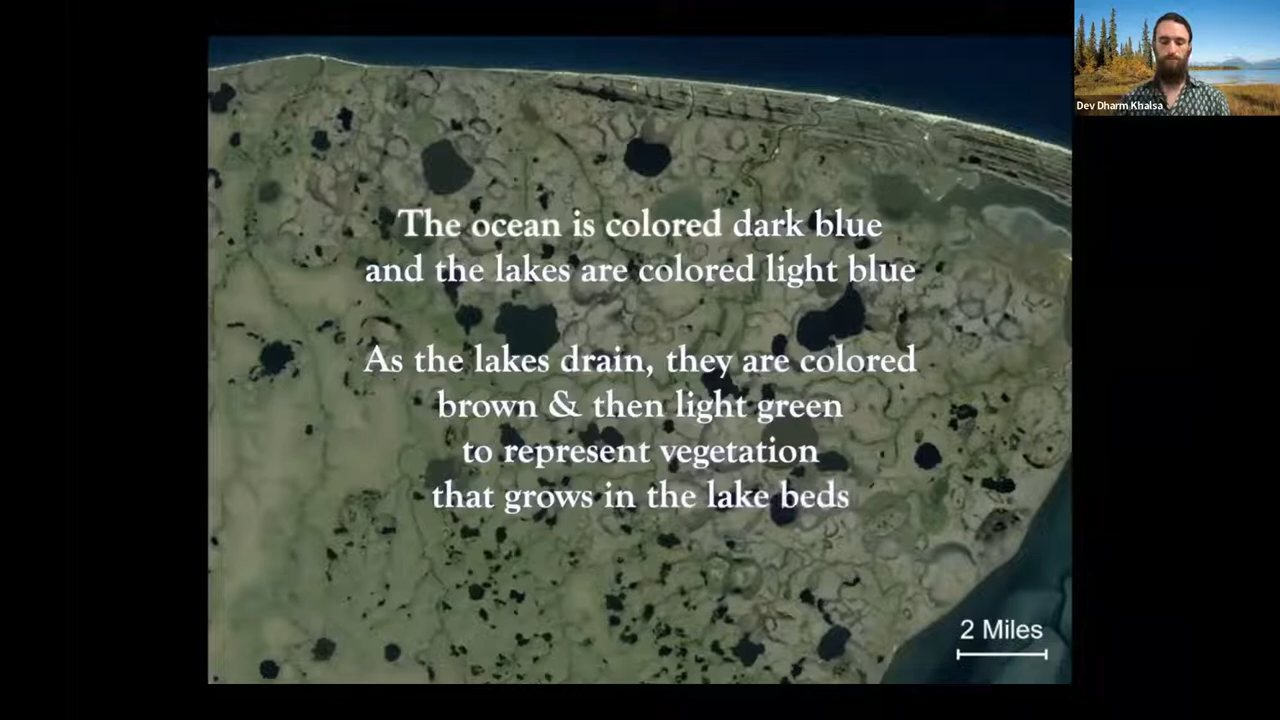 Dev Dharm Khalsa
The ocean is colored dark blue
and the lakes are colored light blue
As the lakes drain, they are colored
brown & then light green
to represent vegetation
that grows in the lake beds
2 Miles